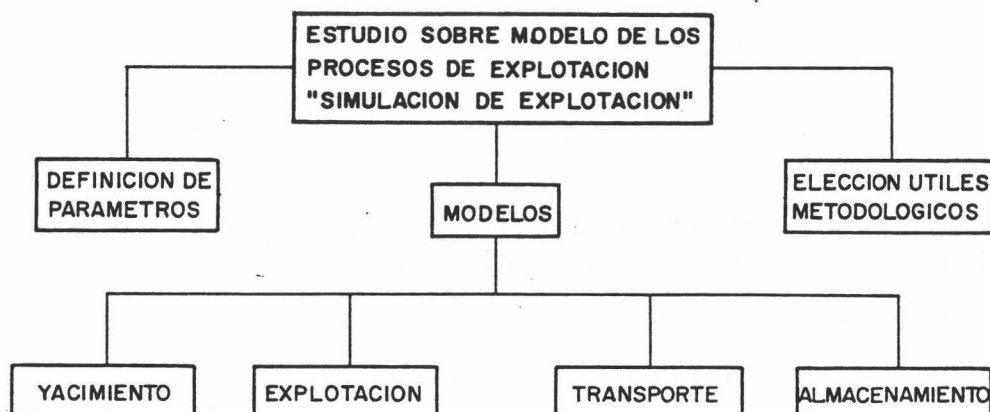 ESTUDIO SOBRE MODELO DE LOS
PROCESOS DE EXPLOTACION
"SIMULACION DE EXPLOTACION"
DEFINICION DE
PARAMETROS
MODELOS
ELECCION UTILES
METODOLOGICOS
YACIMIENTO
EXPLOTACION
TRANSPORTE
ALMACENAMIENTO